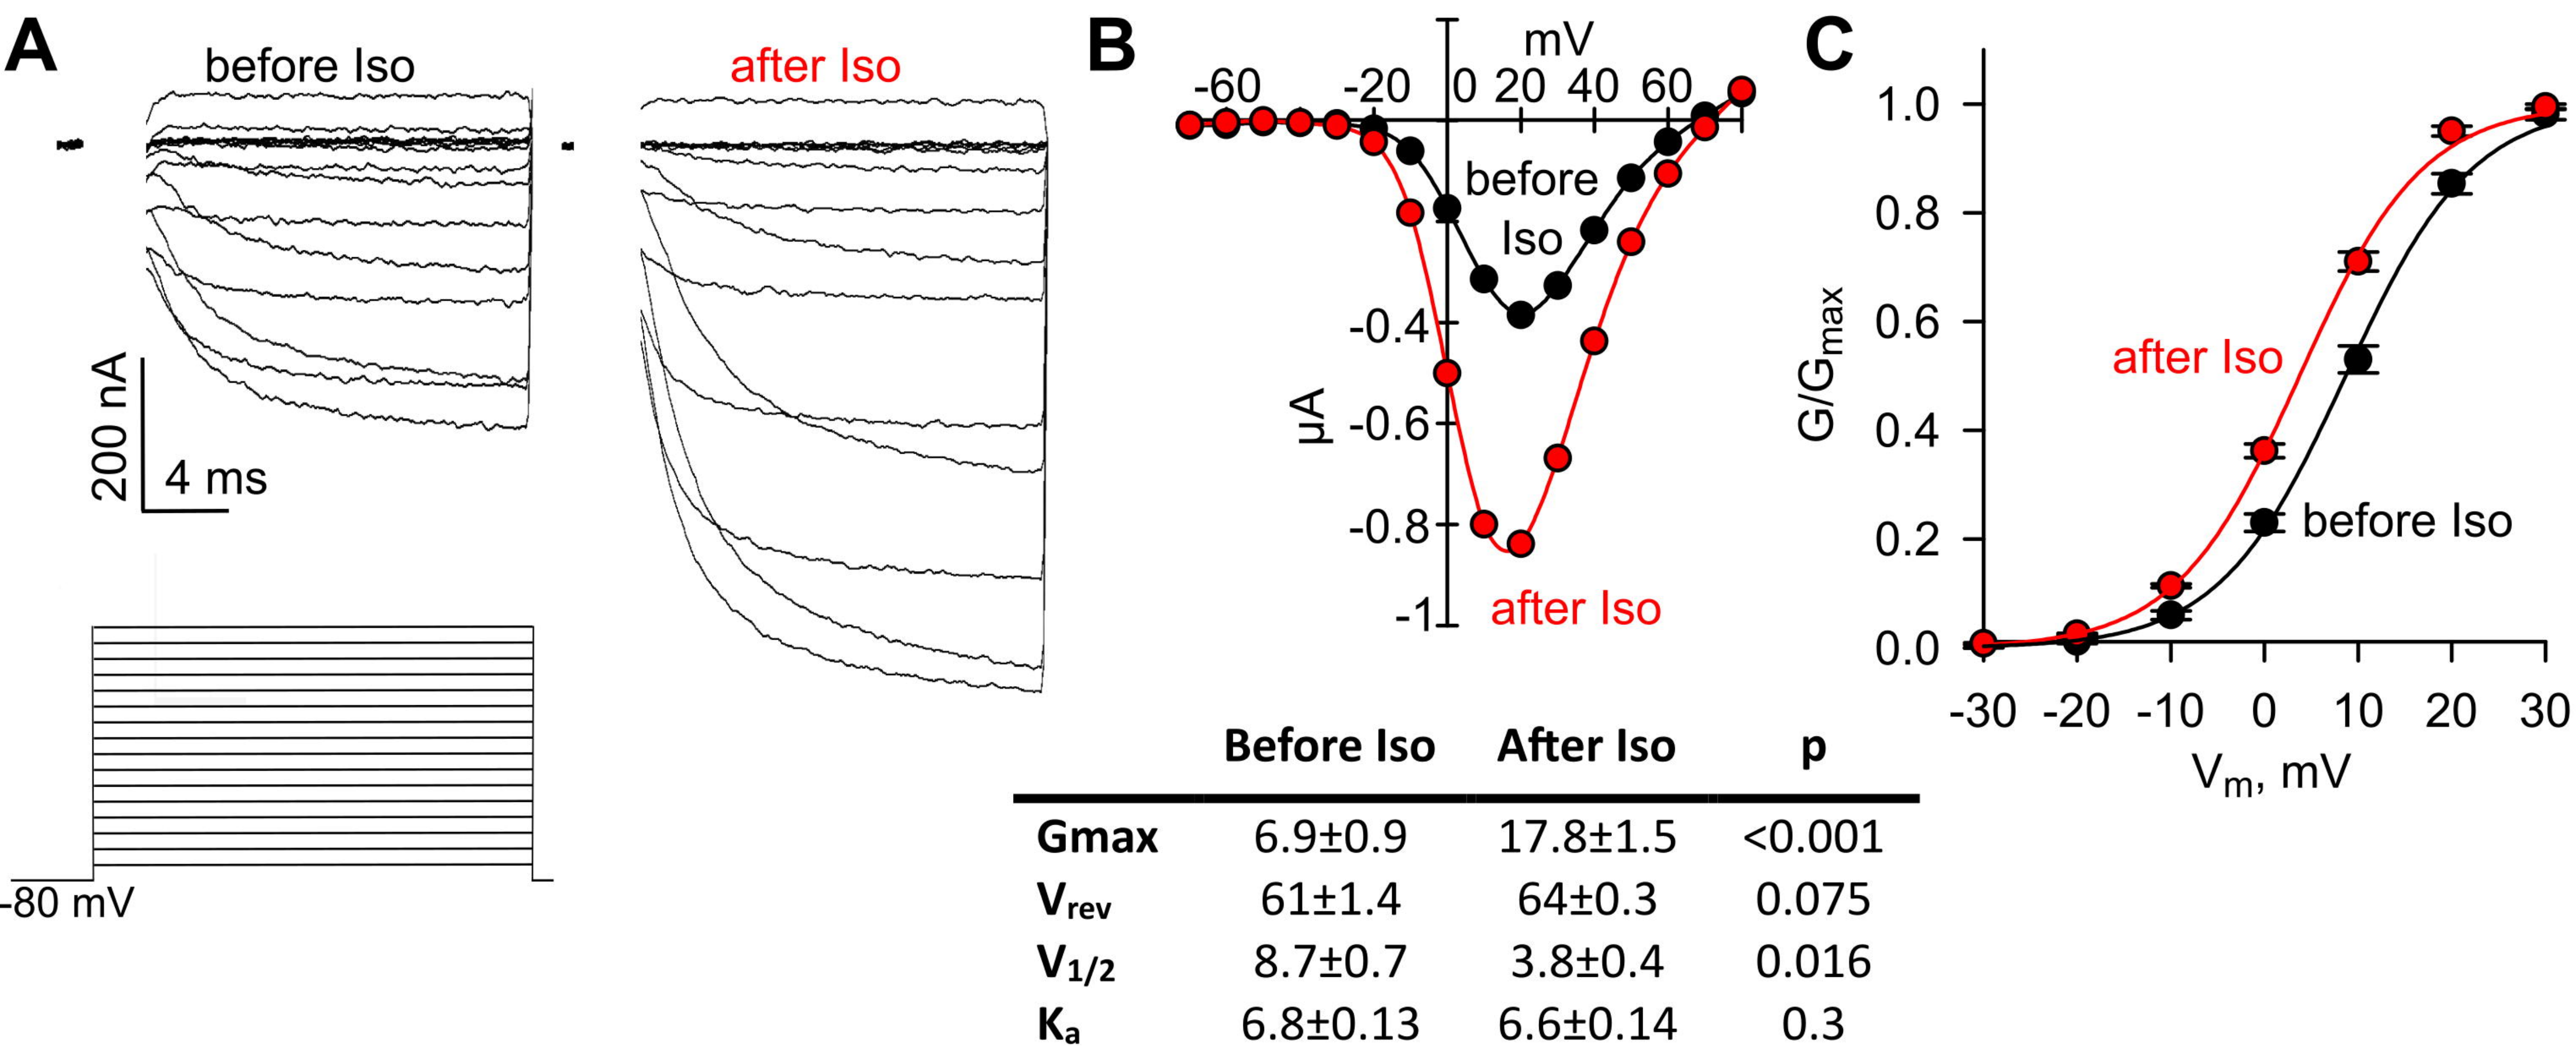 A
before Iso
after Iso
200 nA
4 ms
-80 mV
B
mV
-60 -20 0 20 40 60
before
Iso
-0.4
-0.6
-0.8
-1
µA
after Iso
C
1.0
0.8
0.6
0.4
0.2
0.0
G/Gmax
after Iso
before Iso
-30 -20 -10 0 10 20 30
Vm, mV
Before Iso After Iso p
Gmax 6.9±0.9 17.8±1.5 <0.001
Vrev 61±1.4 64±0.3 0.075
V1/2 8.7±0.7 3.8±0.4 0.016
Ka 6.8±0.13 6.6±0.14 0.3